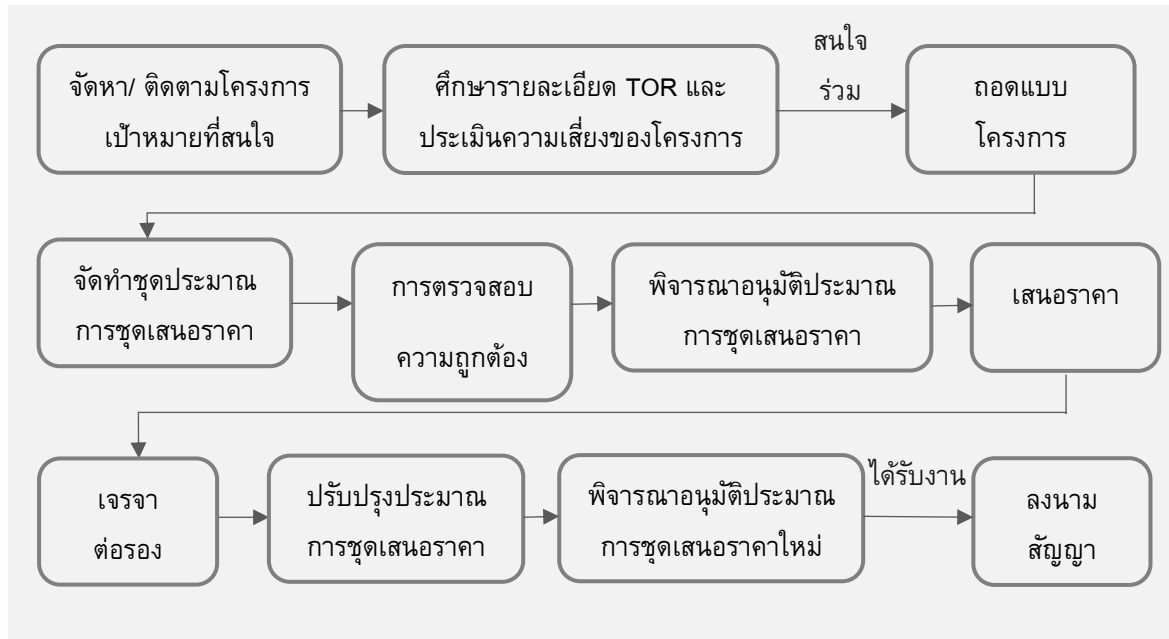 จัดหา/ ติดตามโครงการ
เป้าหมายที่สนใจ
ศึกษารายละเอียด TOR และ
ประเมินความเสี่ยงของโครงการ
สนใจ
ร่วม
ถอดแบบ
โครงการ
จัดทำชุดประมาณ
การชุดเสนอราคา
การตรวจสอบ
ความถูกต้อง
พิจารณาอนุมัติประมาณ
การชุดเสนอราคา
เสนอราคา
เจรจา
ต่อรอง
ปรับปรุงประมาณ
การชุดเสนอราคา
พิจารณาอนุมัติประมาณ
การชุดเสนอราคาใหม่
ได้รับงาน
ลงนาม
สัญญา